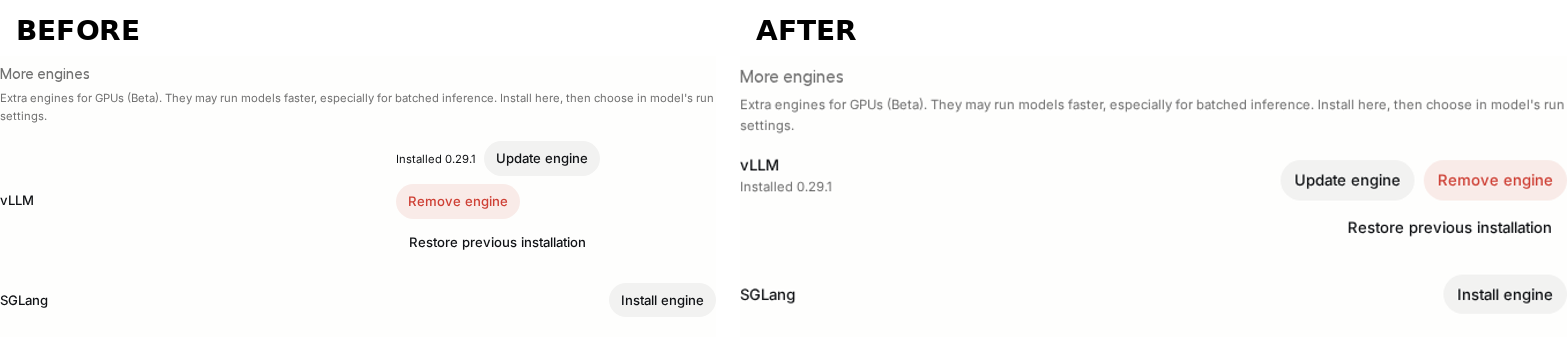 BEFORE
More engines
Extra engines for GPUs (Beta). They may run models faster, especially for batched inference. Install here, then choose in model's run
settings.
Installed 0.29.1 Update engine
vLLM
Remove engine
Restore previous installation
SGLang Install engine
AFTER
More engines
Extra engines for GPUs (Beta). They may run models faster, especially for batched inference. Install here, then choose in model's run
settings.
vLLM
Installed 0.29.1
Update engine Remove engine
Restore previous installation
SGLang Install engine